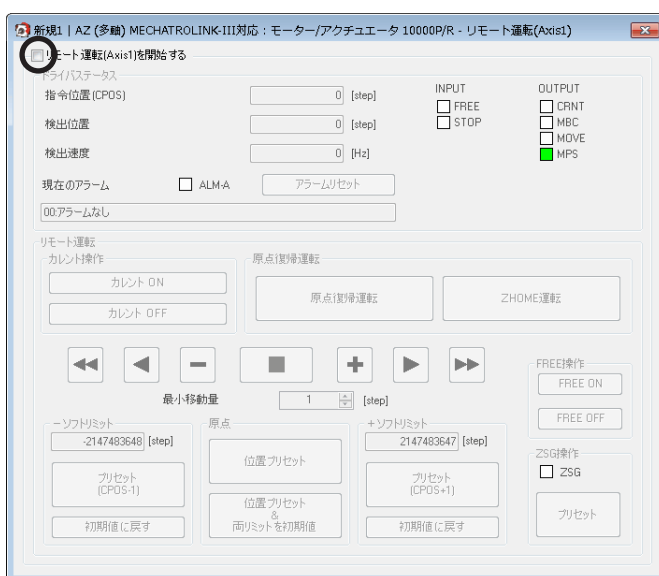 新規1 | AZ (多軸) MECHATROLINK-III対応：モーター/アクチュエータ 10000P/R - リモート運転(Axis1)
リモート運転(Axis1)を開始する
ドライバステータス
指令位置(CPOS) 0 [step]
検出位置 0 [step]
検出速度 0 [Hz]
INPUT
FREE
STOP
OUTPUT
CRNT
MBC
MOVE
MPS
現在のアラーム ALM-A アラームリセット
00:アラームなし
リモート運転
カレント操作
カレント ON
カレント OFF
原点復帰運転
原点復帰運転 ZHOME運転
最小移動量 1 [step]
FREE操作
FREE ON
FREE OFF
－ソフトリミット
-2147483648 [step]
プリセット
(CPOS-1)
初期値に戻す
原点
位置プリセット
位置プリセット
&
両リミットを初期値
＋ソフトリミット
2147483647 [step]
プリセット
(CPOS+1)
初期値に戻す
ZSG操作
ZSG
プリセット